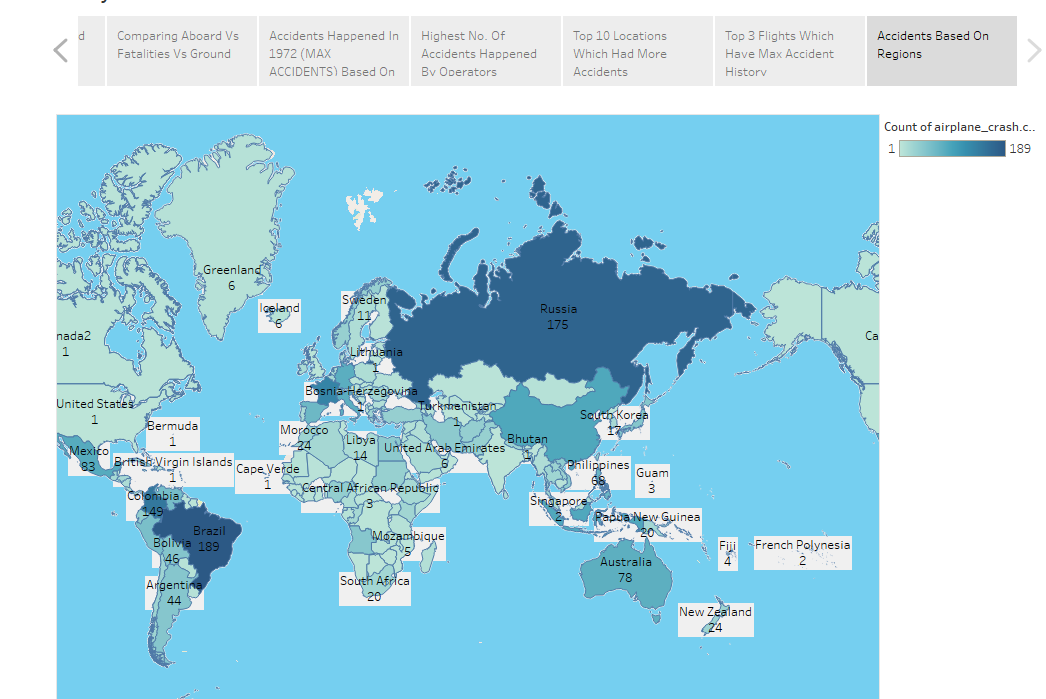 d
Comparing Aboard Vs
Fatalities Vs Ground
Accidents Happened In
1972 (MAX
ACCIDENTS) Based On
Highest No. Of
Accidents Happened
By Operators
Top 10 Locations
Which Had More
Accidents
Top 3 Flights Which
Have Max Accident
History
Accidents Based On
Regions
Count of airplane_crash.c..
1
189
Greenland
6
Iceland
6
Sweden
11
Russia
175
nada2
1
Ca
Lithuania
1
Bosnia-Herzegovina
1
United States
1
Turkmenistan
1
South Korea
17
Bermuda
1
Morocco
24
Libya
14
United Arab Emirates
6
Bhutan
1
Mexico
83
British Virgin Islands
1
Cape Verde
1
Philippines
68
Guam
3
Central African Republic
3
Colombia
149
Singapore
2
Papua New Guinea
20
Brazil
189
Mozambique
5
Bolivia
46
Fiji
4
French Polynesia
2
Australia
78
Argentina
44
South Africa
20
New Zealand
24